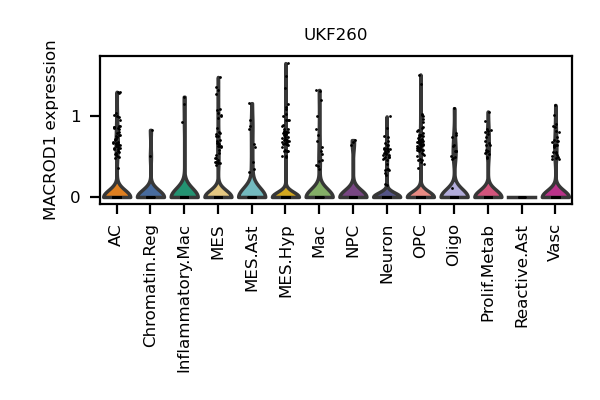 UKF260
MACROD1 expression
1
0
AC
Chromatin.Reg
Inflammatory.Mac
MES
MES.Ast
MES.Hyp
Mac
NPC
Neuron
OPC
Oligo
Prolif.Metab
Reactive.Ast
Vasc